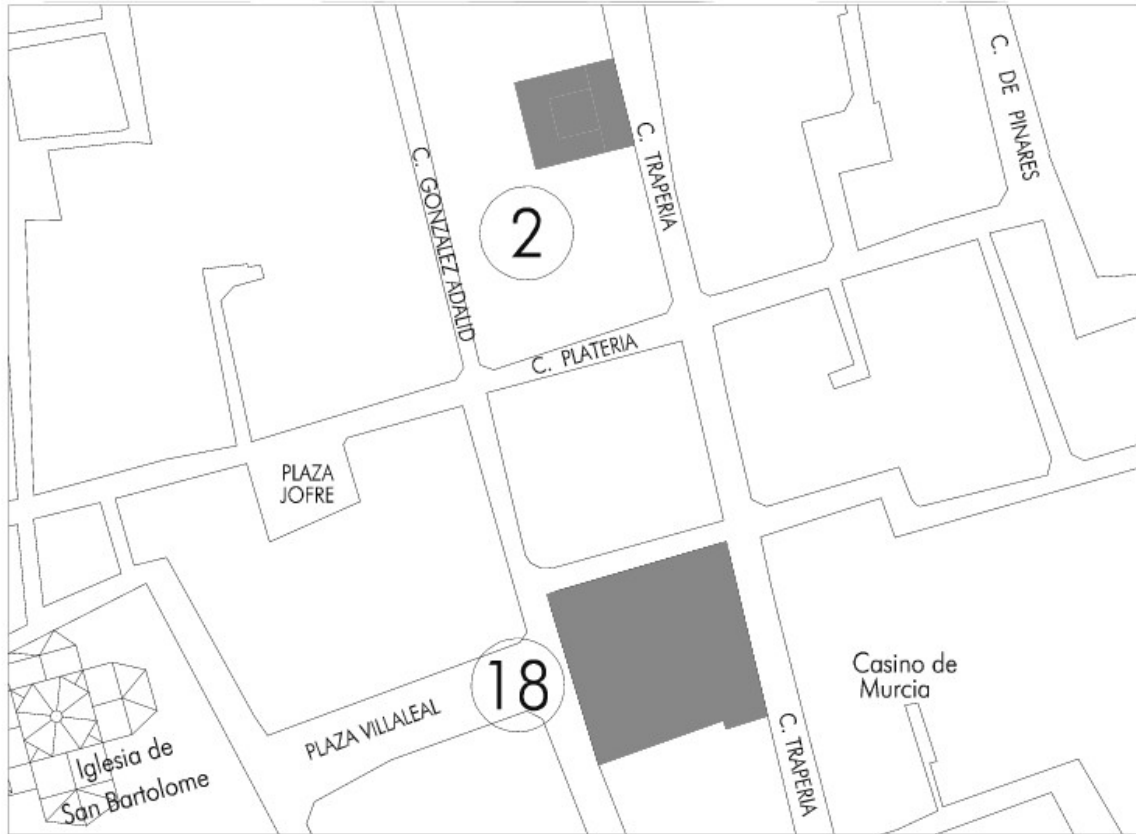 C. DE PINARES
C. TRAPERIA
C. GONZALEZ ADALID
2
C. PLATERIA
PLAZA
JOFRE
18
Casino de
Murcia
PLAZA VILLALEAL
C. TRAPERIA
Iglesia de
San Bartolome